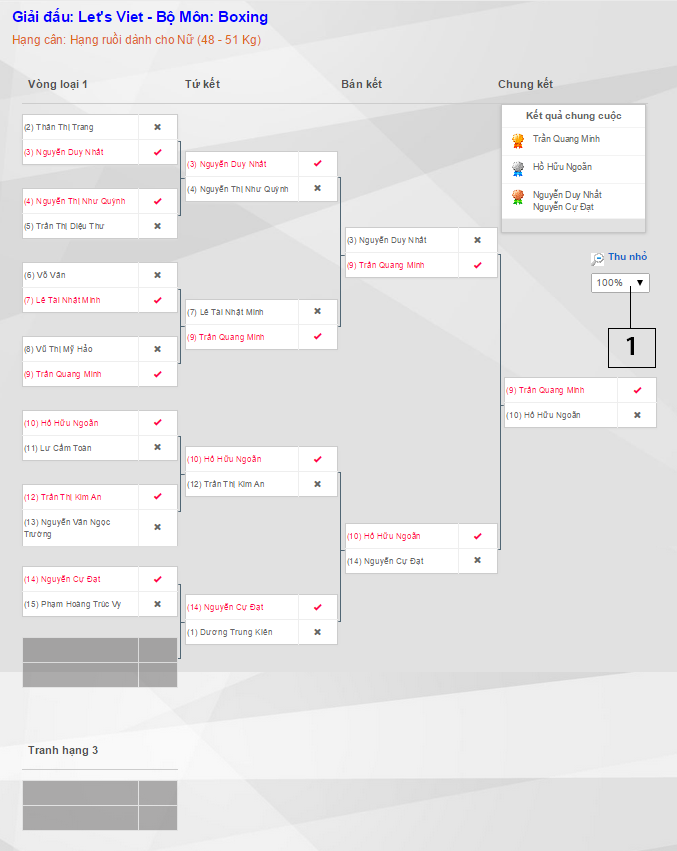 Giải đấu: Let's Viet - Bộ Môn: Boxing
Hạng cân: Hạng ruồi dành cho Nữ (48 - 51 Kg)
Vòng loại 1
Tứ kết
Bán kết
Chung kết
(2) Thân Thị Trang
(3) Nguyễn Duy Nhất
(4) Nguyễn Thị Như Quỳnh
(5) Trần Thị Diệu Thư
(6) Võ Văn
(7) Lê Tài Nhật Minh
(8) Vũ Thị Mỹ Hảo
(9) Trần Quang Minh
(10) Hồ Hữu Ngoãn
(11) Lư Cẩm Toàn
(12) Trần Thị Kim An
(13) Nguyễn Văn Ngọc
Trường
(14) Nguyễn Cự Đạt
(15) Phạm Hoàng Trúc Vy
(3) Nguyễn Duy Nhất
(4) Nguyễn Thị Như Quỳnh
(7) Lê Tài Nhật Minh
(9) Trần Quang Minh
(10) Hồ Hữu Ngoãn
(12) Trần Thị Kim An
(14) Nguyễn Cự Đạt
(1) Dương Trung Kiên
(3) Nguyễn Duy Nhất
(9) Trần Quang Minh
(10) Hồ Hữu Ngoãn
(14) Nguyễn Cự Đạt
Kết quả chung cuộc
Trần Quang Minh
Hồ Hữu Ngoãn
Nguyễn Duy Nhất
Nguyễn Cự Đạt
Thu nhỏ
100%
1
(9) Trần Quang Minh
(10) Hồ Hữu Ngoãn
Tranh hạng 3